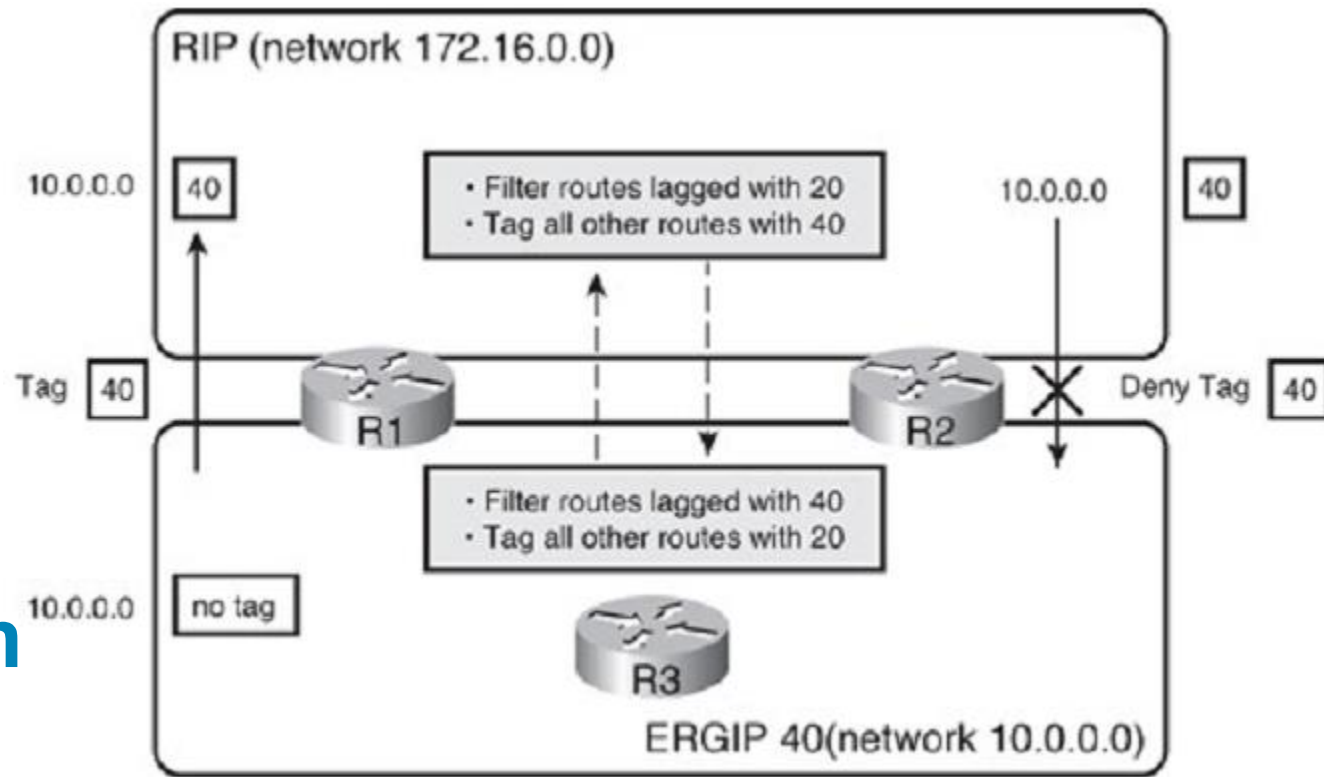 RIP (network 172.16.0.0)
10.0.0.0
40
• Filter routes lagged with 20
• Tag all other routes with 40
10.0.0.0
40
Tag 40
R1
R2
Deny Tag 40
• Filter routes lagged with 40
• Tag all other routes with 20
10.0.0.0
no tag
n
R3
ERGIP 40(network 10.0.0.0)